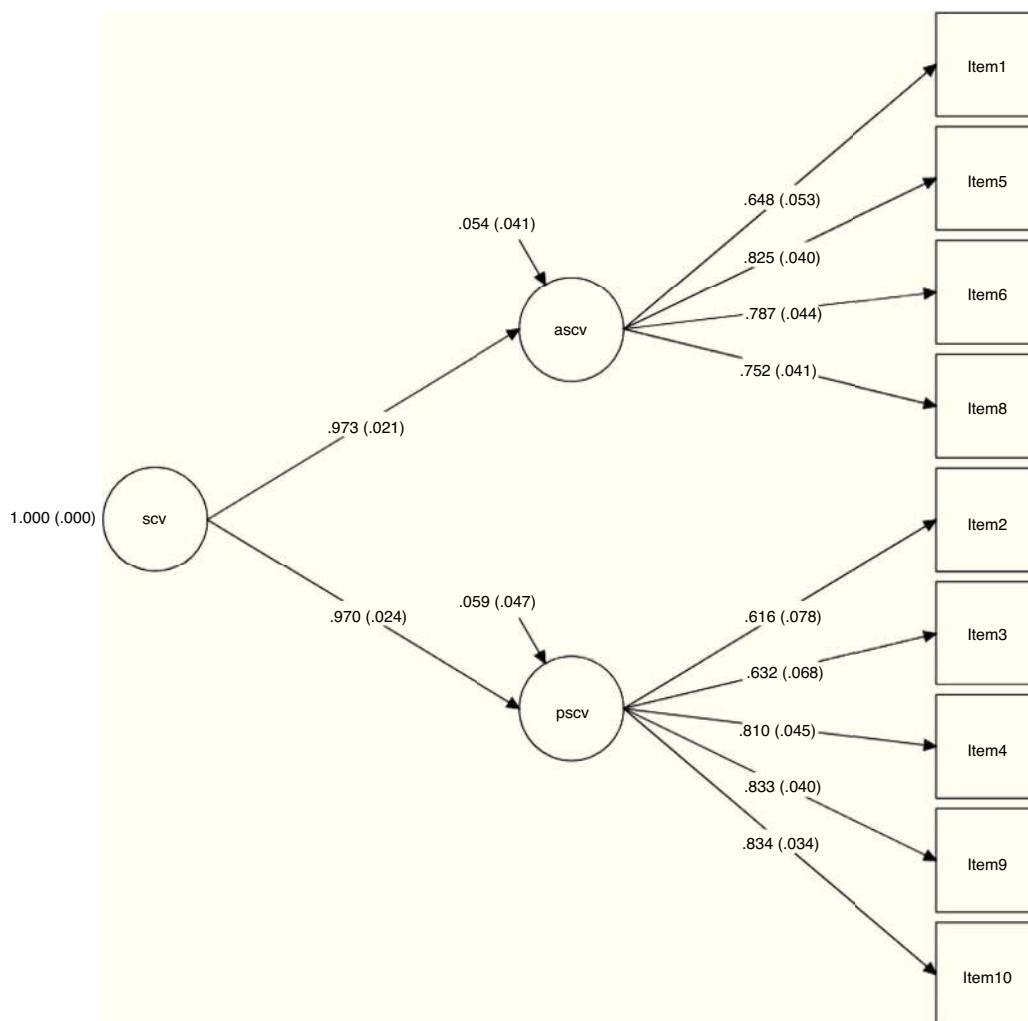 Item1
Item5
.648 (.053)
.054 (.041)
.825 (.040)
Item6
.787 (.044)
ascv
.752 (.041)
Item8
.973 (.021)
1.000 (.000)
scv
Item2
.970 (.024)
.059 (.047)
.616 (.078)
Item3
.632 (.068)
pscv
.810 (.045)
Item4
.833 (.040)
.834 (.034)
Item9
Item10